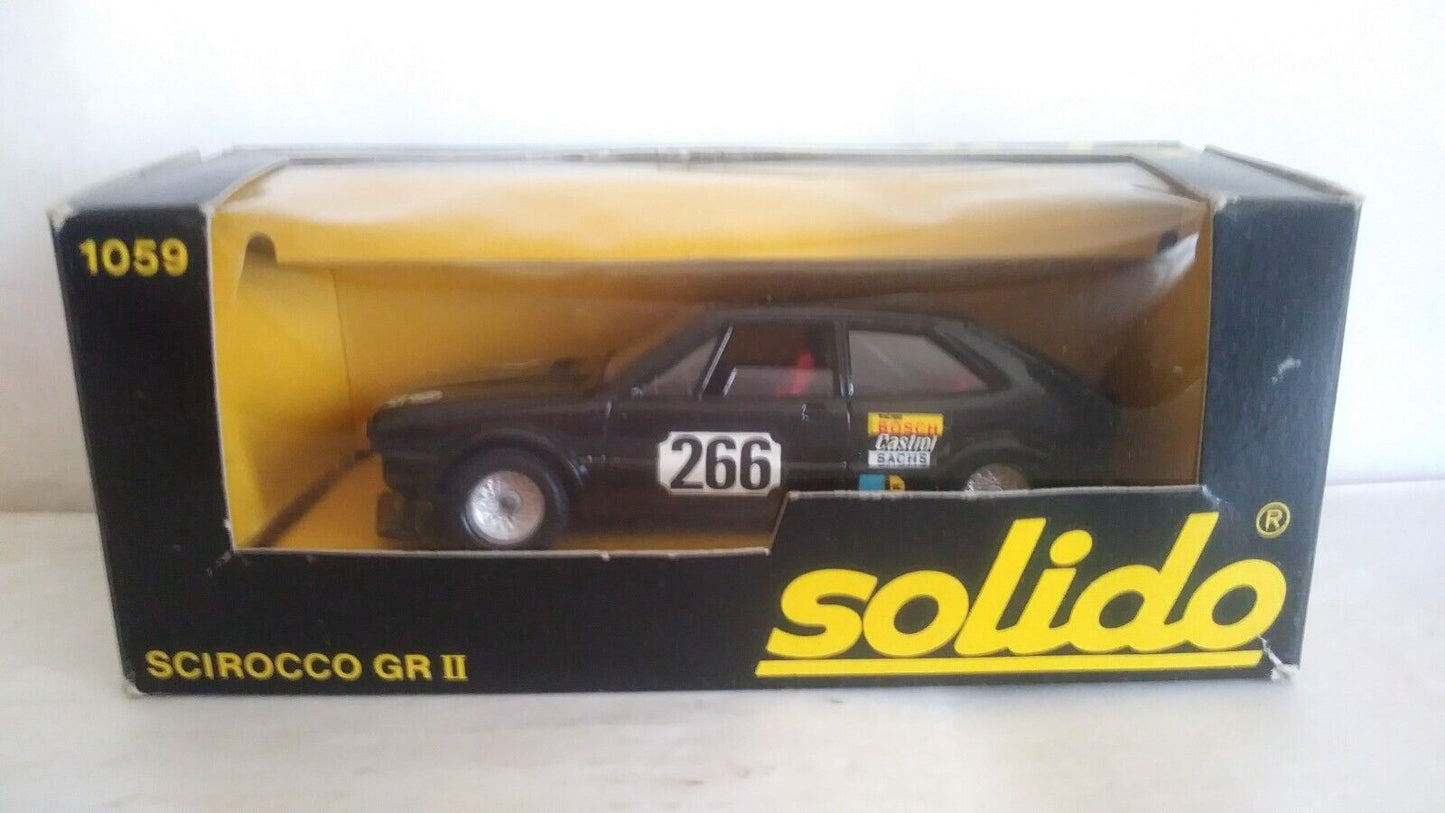 1059
266
BOSCH
Castrol
SACHS
solido ®
SCIROCCO GR II